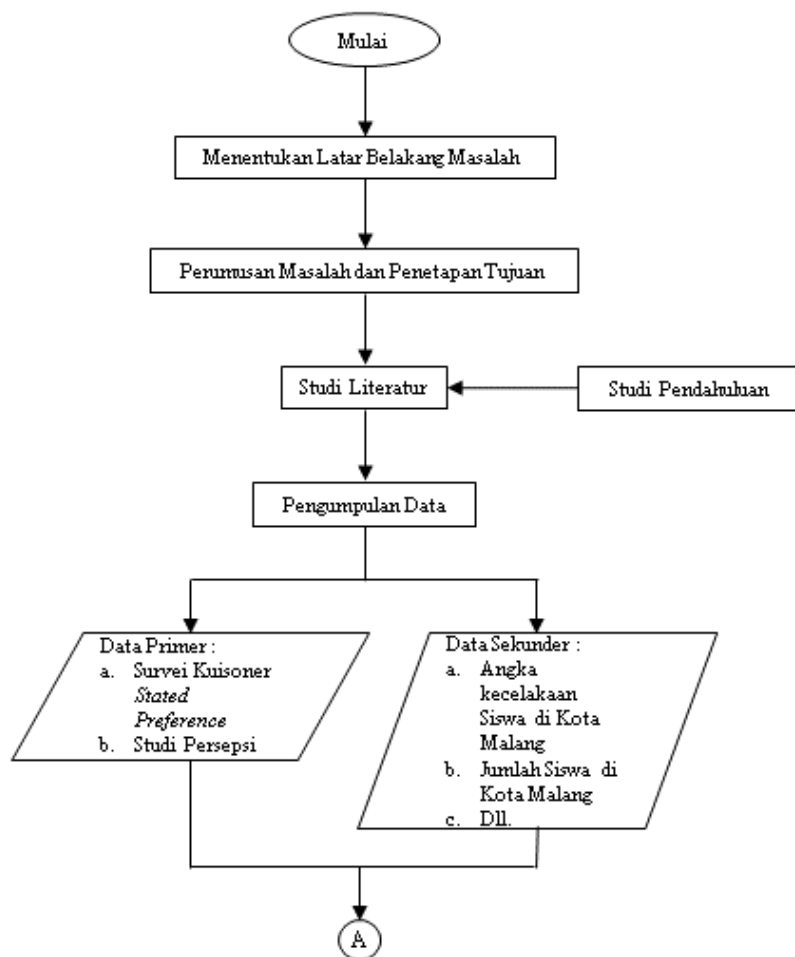 Mulai
Menentukan Latar Belakang Masalah
Perumusan Masalah dan Penetapan Tujuan
Studi Literatur
Studi Pendahuluan
Pengumpulan Data
Data Primer :
a. Survei Kuisoner
Stated
Preference
b. Studi Persepsi
Data Sekunder :
a. Angka
kecelakaan
Siswa di Kota
Malang
b. Jumlah Siswa di
Kota Malang
c. Dll.
A